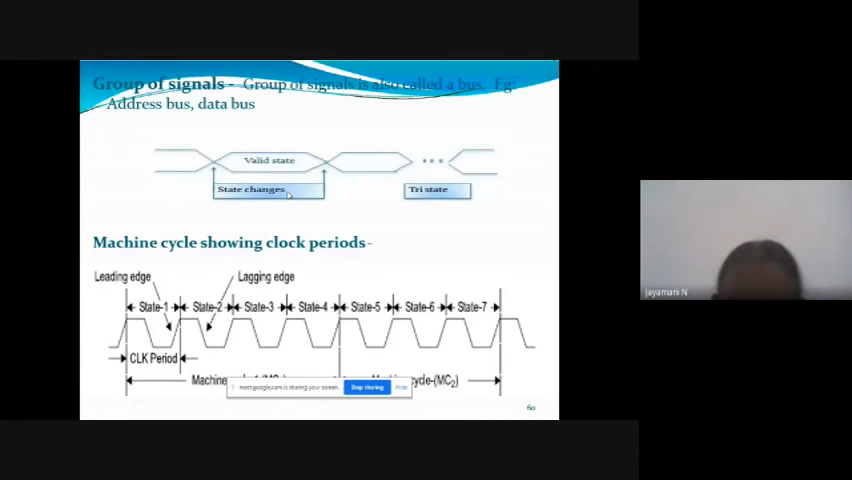 Group of signals - Group of signals is also called a bus. Eg:
Address bus, data bus
Valid state
State changes
Tri state
Machine cycle showing clock periods-
Leading edge
Lagging edge
State-1 State-2 State-3 State-4 State-5 State-6 State-7
CLK Period
meet.google.com is sharing your screen. Stop sharing Hide
60
Jayamani N